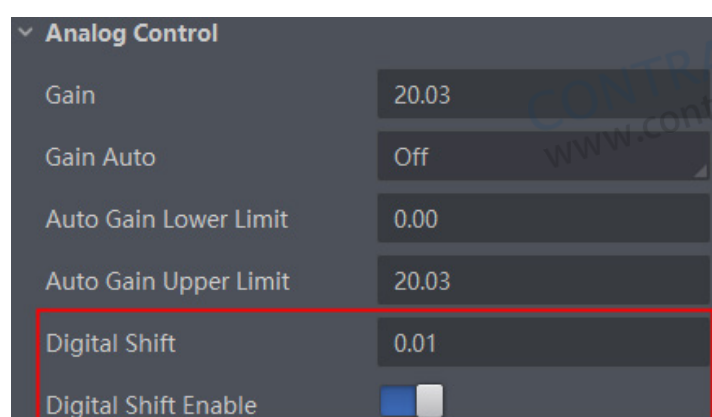 Analog Control
Gain 20.03
Gain Auto Off
Auto Gain Lower Limit 0.00
Auto Gain Upper Limit 20.03
Digital Shift 0.01
Digital Shift Enable